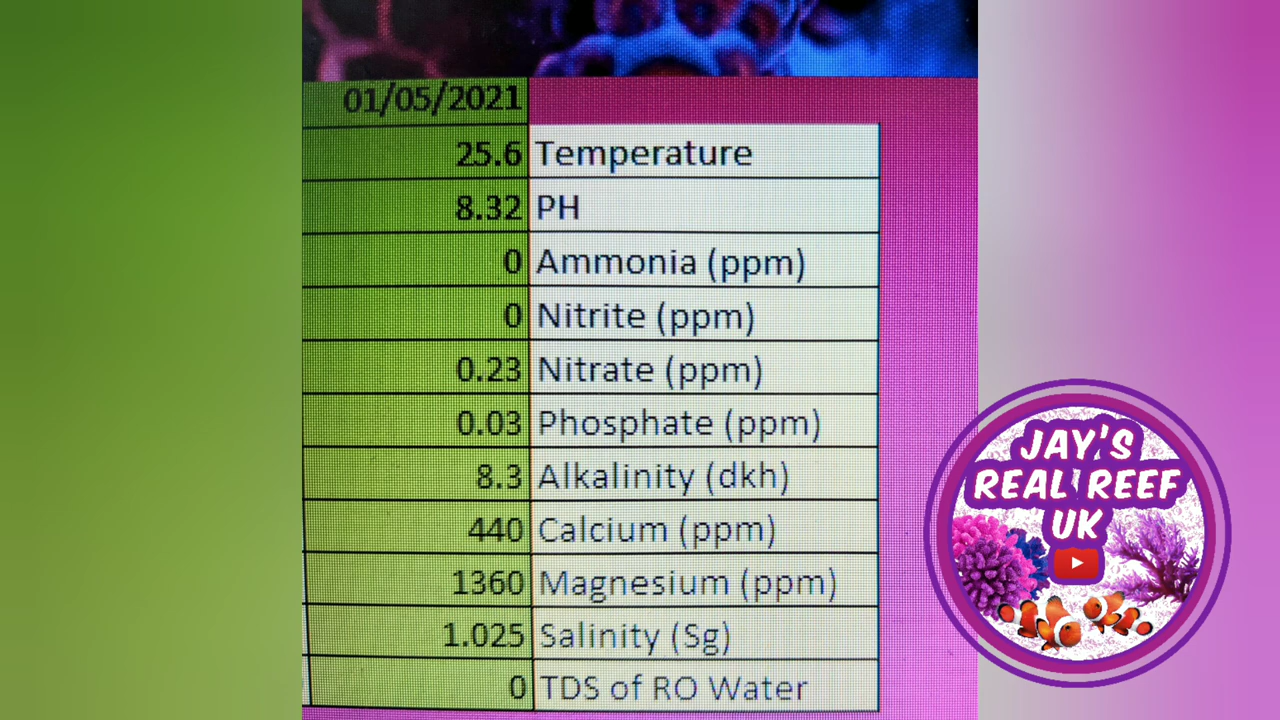 01/05/2021
25.6 Temperature
8.32 PH
0 Ammonia (ppm)
0 Nitrite (ppm)
0.23 Nitrate (ppm)
0.03 Phosphate (ppm)
8.3 Alkalinity (dkh)
440 Calcium (ppm)
1360 Magnesium (ppm)
1.025 Salinity (Sg)
0 TDS of RO Water
JAY'S
REAL REEF
UK